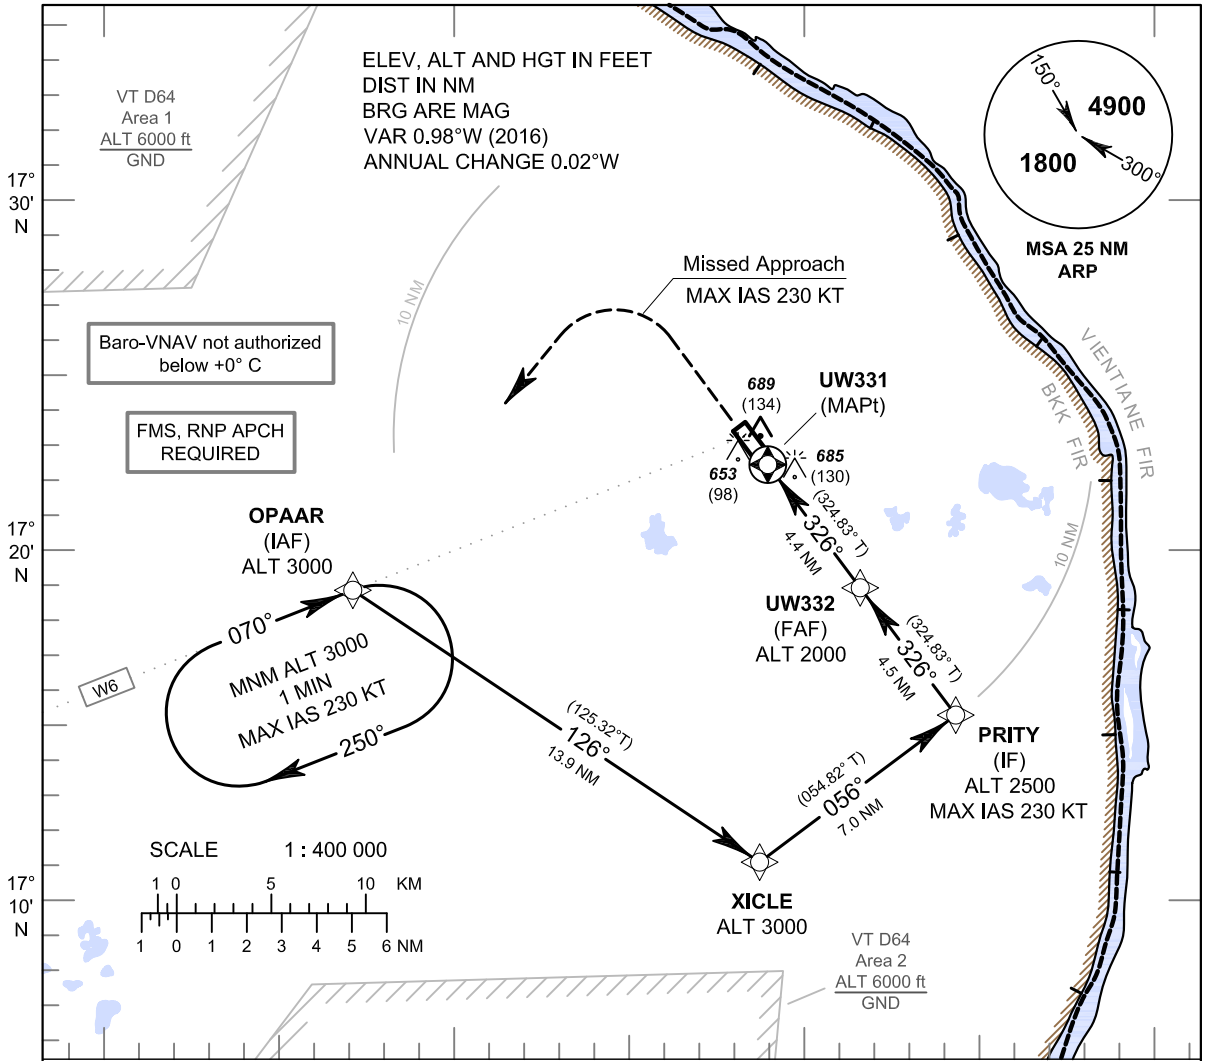 ELEV, ALT AND HGT IN FEET
DIST IN NM
BRG ARE MAG
VAR 0.98°W (2016)
ANNUAL CHANGE 0.02°W
VT D64
Area 1
ALT 6000 ft
GND
150°
4900
1800
300°
MSA 25 NM
ARP
17°
30'
N
10 NM
Missed Approach
MAX IAS 230 KT
Baro-VNAV not authorized
below +0° C
FMS, RNP APCH
REQUIRED
VIENTIANE FIR
BKK FIR
UW331
(MAPt)
689
(134)
685
(130)
653
(98)
17°
20'
N
OPAAR
(IAF)
ALT 3000
(324.83° T)
326°
4.4 NM
10 NM
UW332
(FAF)
ALT 2000
(324.83° T)
326°
4.5 NM
070°
MNM ALT 3000
1 MIN
MAX IAS 230 KT
250°
W6
(125.32°T)
126°
13.9 NM
(054.82° T)
056°
7.0 NM
PRITY
(IF)
ALT 2500
MAX IAS 230 KT
SCALE 1 : 400 000
1 0 5 10 KM
1 0 1 2 3 4 5 6 NM
17°
10'
N
XICLE
ALT 3000
VT D64
Area 2
ALT 6000 ft
GND